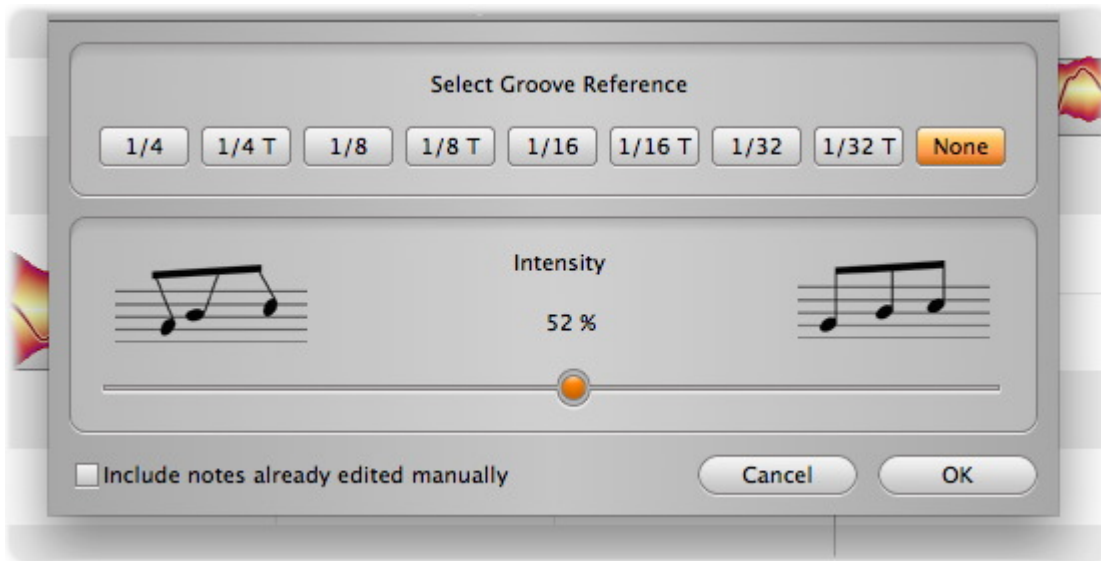 Select Groove Reference
1/4 1/4 T 1/8 1/8 T 1/16 1/16 T 1/32 1/32 T None
Intensity
52 %
Include notes already edited manually Cancel OK